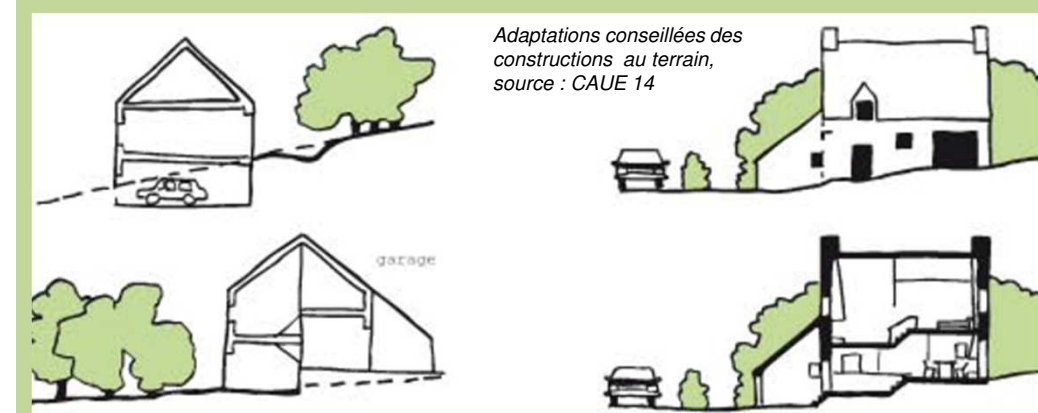 Adaptations conseillées des
constructions au terrain,
source : CAUE 14
garage